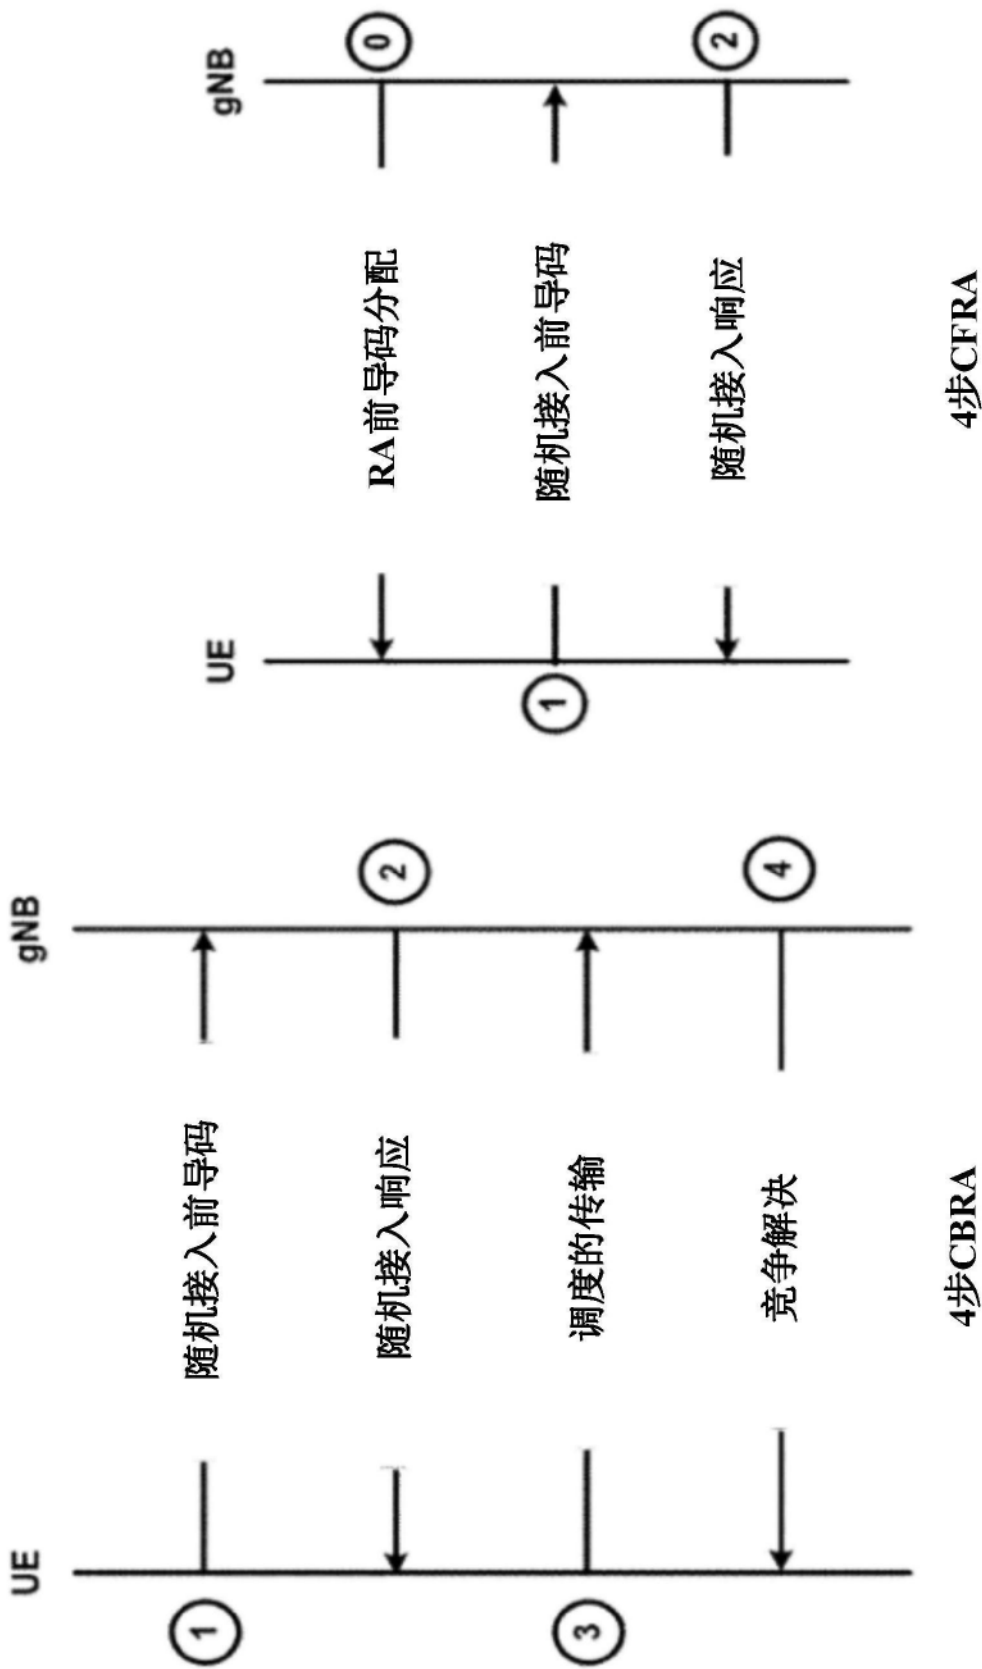 UE
gNB
1
随机接入前导码
随机接入响应
2
3
调度的传输
竞争解决
4
4步CBRA
UE
gNB
RA前导码分配
0
1
随机接入前导码
随机接入响应
2
4步CFRA